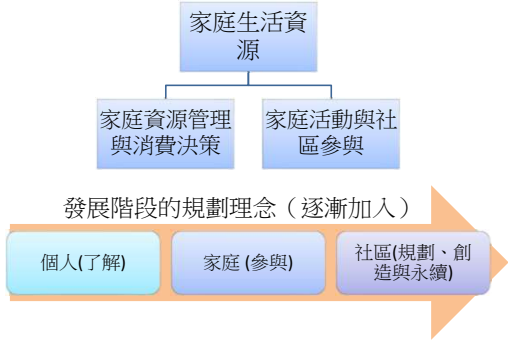 家庭生活資
源
家庭資源管理
與消費決策
家庭活動與社
區參與
發展階段的規劃理念（逐漸加入）
個人(了解)
家庭 (參與)
社區(規劃、創
造與永續)